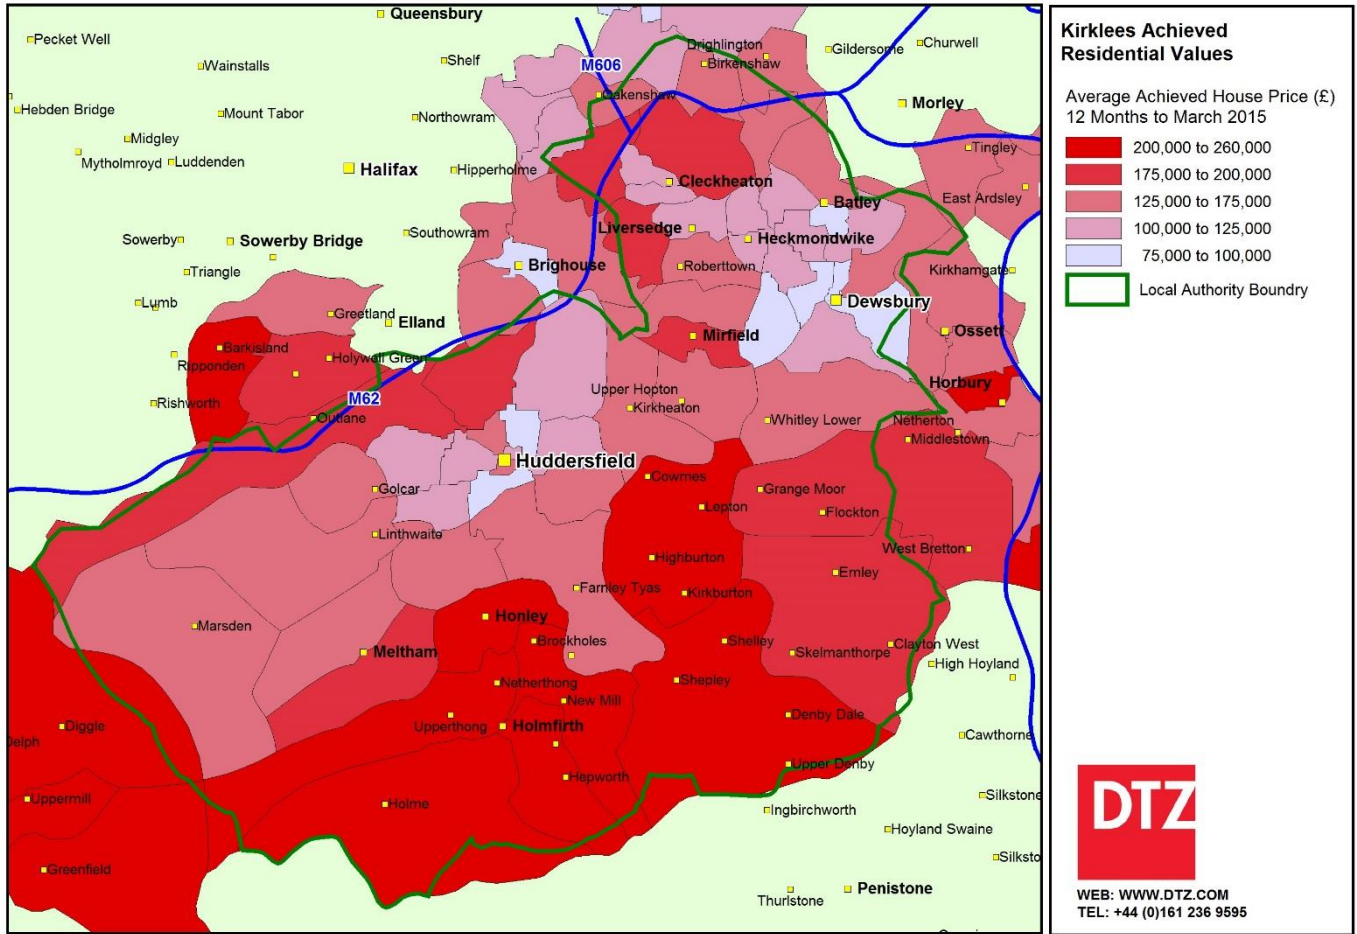 Queensbury
Pecket Well
Drighlington
Gildersome
Churwell
Wainstalls
Shelf
M606
Birkenshaw
Oakenshaw
Hebden Bridge
Mount Tabor
Northowram
Morley
Midgley
Mytholmroyd
Luddenden
Halifax
Hipperholme
Tingley
Cleckheaton
East Ardsley
Batley
Sowerby
Sowerby Bridge
Southowram
Liversedge
Heckmondwike
Triangle
Brighouse
Roberttown
Kirkhamgate
Lumb
Dewsbury
Greetland
Elland
Mirfield
Ossett
Barkisland
Ripponden
Holywell Green
Horbury
Rishworth
M62
Upper Hopton
Kirkheaton
Outlane
Whitley Lower
Netherton
Middlestown
Huddersfield
Cowmes
Golcar
Grange Moor
Lepton
Flockton
Linthwaite
West Bretton
Highburton
Emley
Farnley Tyas
Kirkburton
Honley
Marsden
Brockholes
Shelley
Clayton West
Meltham
Skelmanthorpe
High Hoyland
Netherthong
Shepley
New Mill
Diggle
Upperthong
Holmfirth
Denby Dale
Delph
Cawthorne
Hepworth
Upper Denby
Uppermill
Holme
Ingbirchworth
Silkstone
Hoyland Swaine
Silksto
Greenfield
Thurlstone
Penistone
Kirklees Achieved
Residential Values
Average Achieved House Price (£)
12 Months to March 2015
200,000 to 260,000
175,000 to 200,000
125,000 to 175,000
100,000 to 125,000
75,000 to 100,000
Local Authority Boundry
DTZ
WEB: WWW.DTZ.COM
TEL: +44 (0)161 236 9595